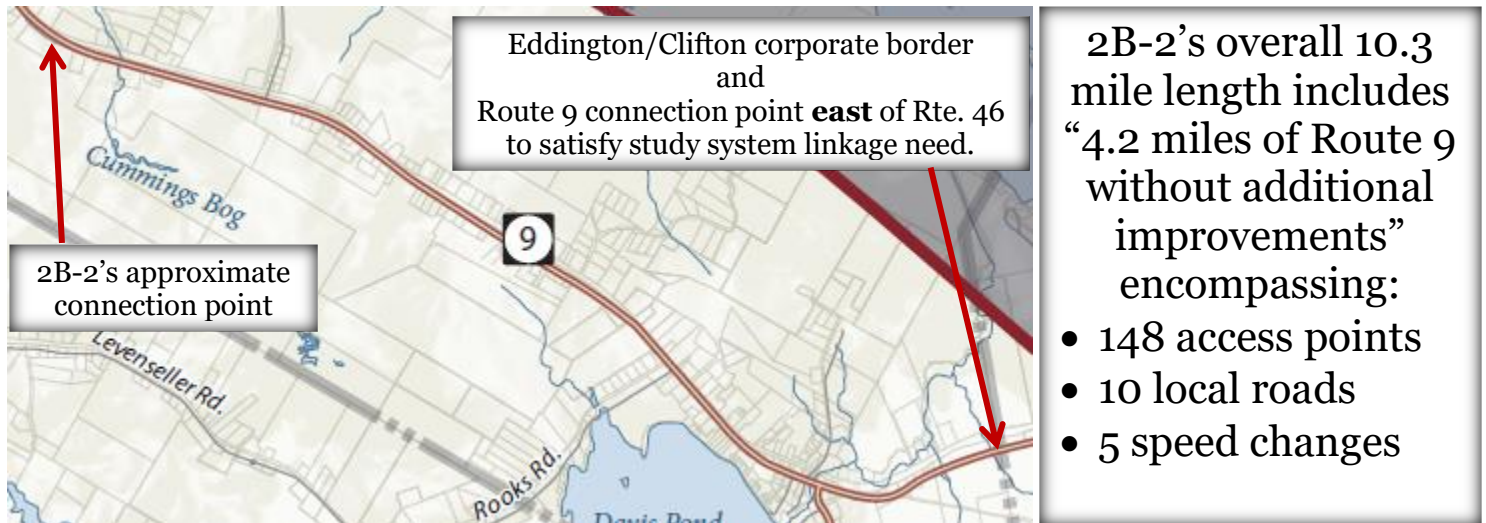 Eddington/Clifton corporate border
and
Route 9 connection point east of Rte. 46
to satisfy study system linkage need.
Cummings Bog
9
2B-2’s approximate
connection point
Levenseller Rd.
Rooks Rd.
Davis Pond
2B-2’s overall 10.3
mile length includes
“4.2 miles of Route 9
without additional
improvements”
encompassing:
• 148 access points
• 10 local roads
• 5 speed changes